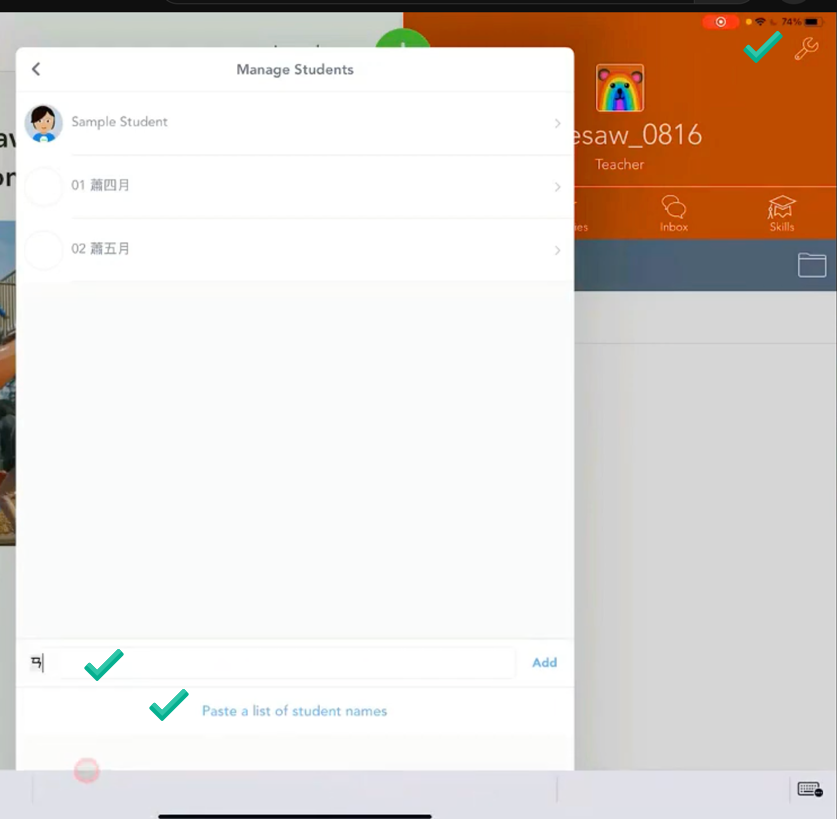 74%
Manage Students
Sample Student
esaw_0816
Teacher
01 蕭四月
Inbox
Skills
02 蕭五月
ㄢ
Add
Paste a list of student names